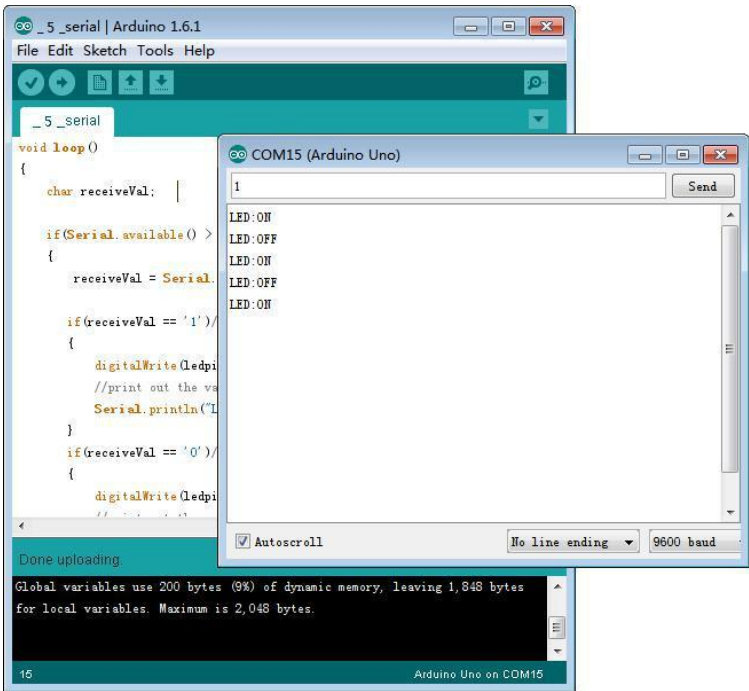 _ 5 _serial | Arduino 1.6.1
File Edit Sketch Tools Help
_ 5 _serial
void loop()
{
char receiveVal;
if(Serial.available() >
{
receiveVal = Serial.
if(receiveVal == '1')/
{
digitalWrite(ledpi
//print out the va
Serial.println("L
}
if(receiveVal == '0')/
{
digitalWrite(ledpi
COM15 (Arduino Uno)
1
Send
LED:ON
LED:OFF
LED:ON
LED:OFF
LED:ON
Autoscroll
No line ending
9600 baud
Done uploading.
Global variables use 200 bytes (9%) of dynamic memory, leaving 1,848 bytes
for local variables. Maximum is 2,048 bytes.
15
Arduino Uno on COM15